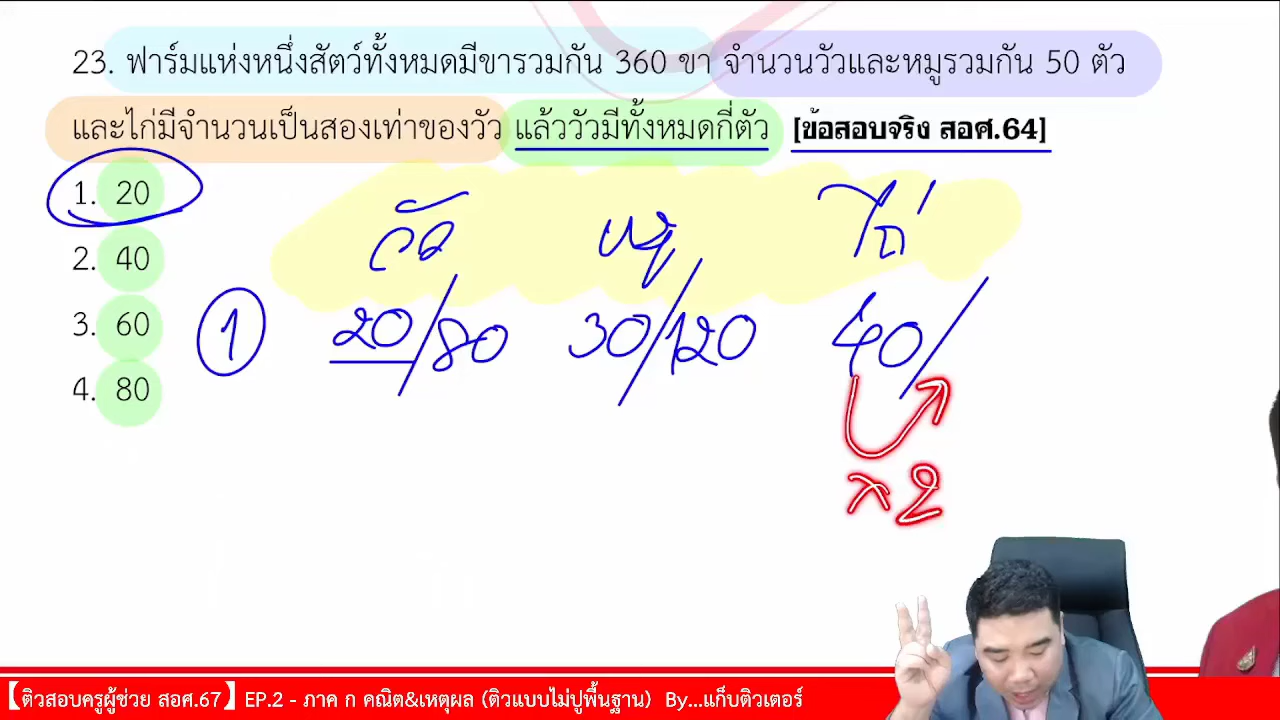 23. ฟาร์มแห่งหนึ่งสัตว์ทั้งหมดมีขารวมกัน 360 ขา จำนวนวัวและหมูรวมกัน 50 ตัว
และไก่มีจำนวนเป็นสองเท่าของวัว แล้ววัวมีทั้งหมดกี่ตัว [ข้อสอบจริง สอศ.64]
1. 20
2. 40
3. 60
4. 80
วัว หมู ไก่
1 20/80 30/120 40/
×2
【ติวสอบครูผู้ช่วย สอศ.67】 EP.2 - ภาค ก คณิต&เหตุผล (ติวแบบไม่ปูพื้นฐาน) By...แก็บติวเตอร์